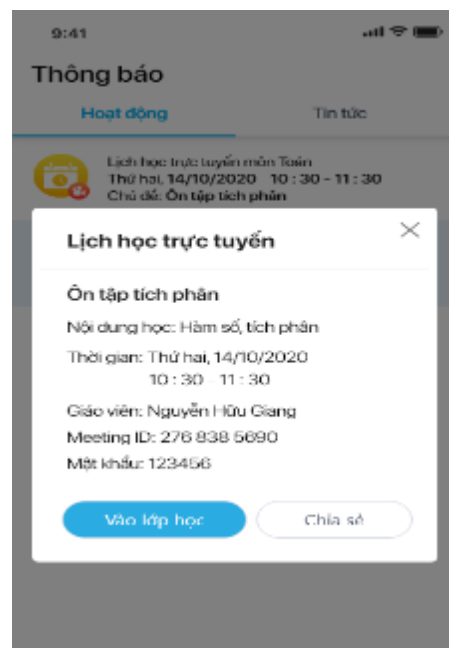 9:41
Thông báo
Hoạt động
Tin tức
Lịch học trực tuyến môn Toán
Thứ hai, 14/10/2020 10 : 30 - 11 : 30
Chủ đề: Ôn tập tích phân
Lịch học trực tuyến
Ôn tập tích phân
Nội dung học: Hàm số, tích phân
Thời gian: Thứ hai, 14/10/2020
10 : 30 - 11 : 30
Giáo viên: Nguyễn Hữu Giang
Meeting ID: 276 838 5690
Mật khẩu: 123456
Vào lớp học
Chia sẻ